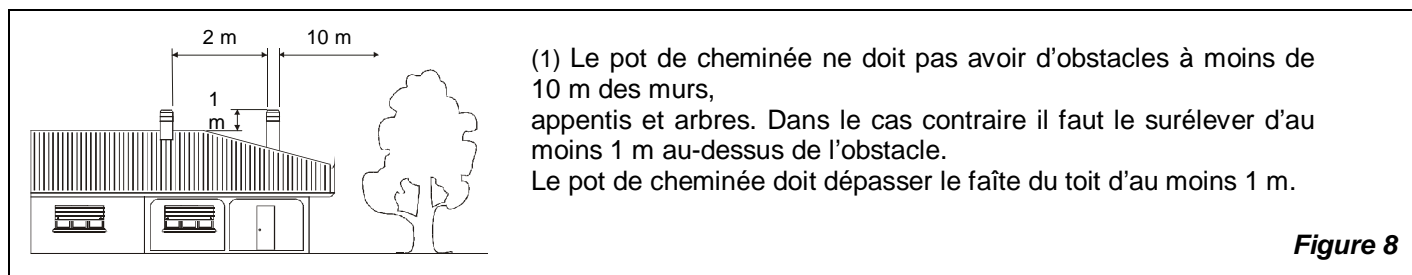 2 m 10 m
1
m
(1) Le pot de cheminée ne doit pas avoir d'obstacles à moins de
10 m des murs,
appentis et arbres. Dans le cas contraire il faut le surélever d'au
moins 1 m au-dessus de l'obstacle.
Le pot de cheminée doit dépasser le faîte du toit d'au moins 1 m.
Figure 8